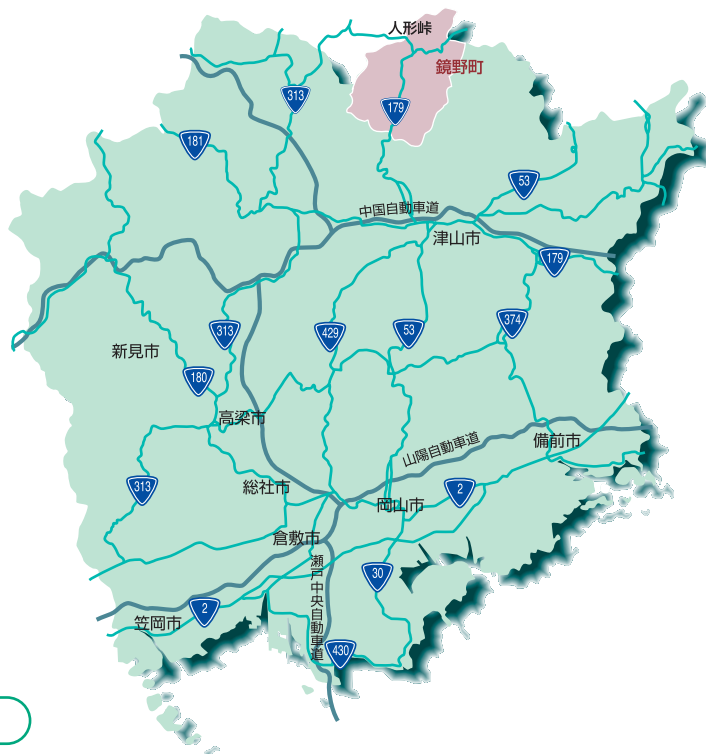 人形峠
鏡野町
313
179
181
53
中国自動車道
津山市
179
313
429
53
374
新見市
180
高梁市
備前市
山陽自動車道
313
総社市
2
岡山市
倉敷市
瀬戸中央自動車道
30
2
笠岡市
430